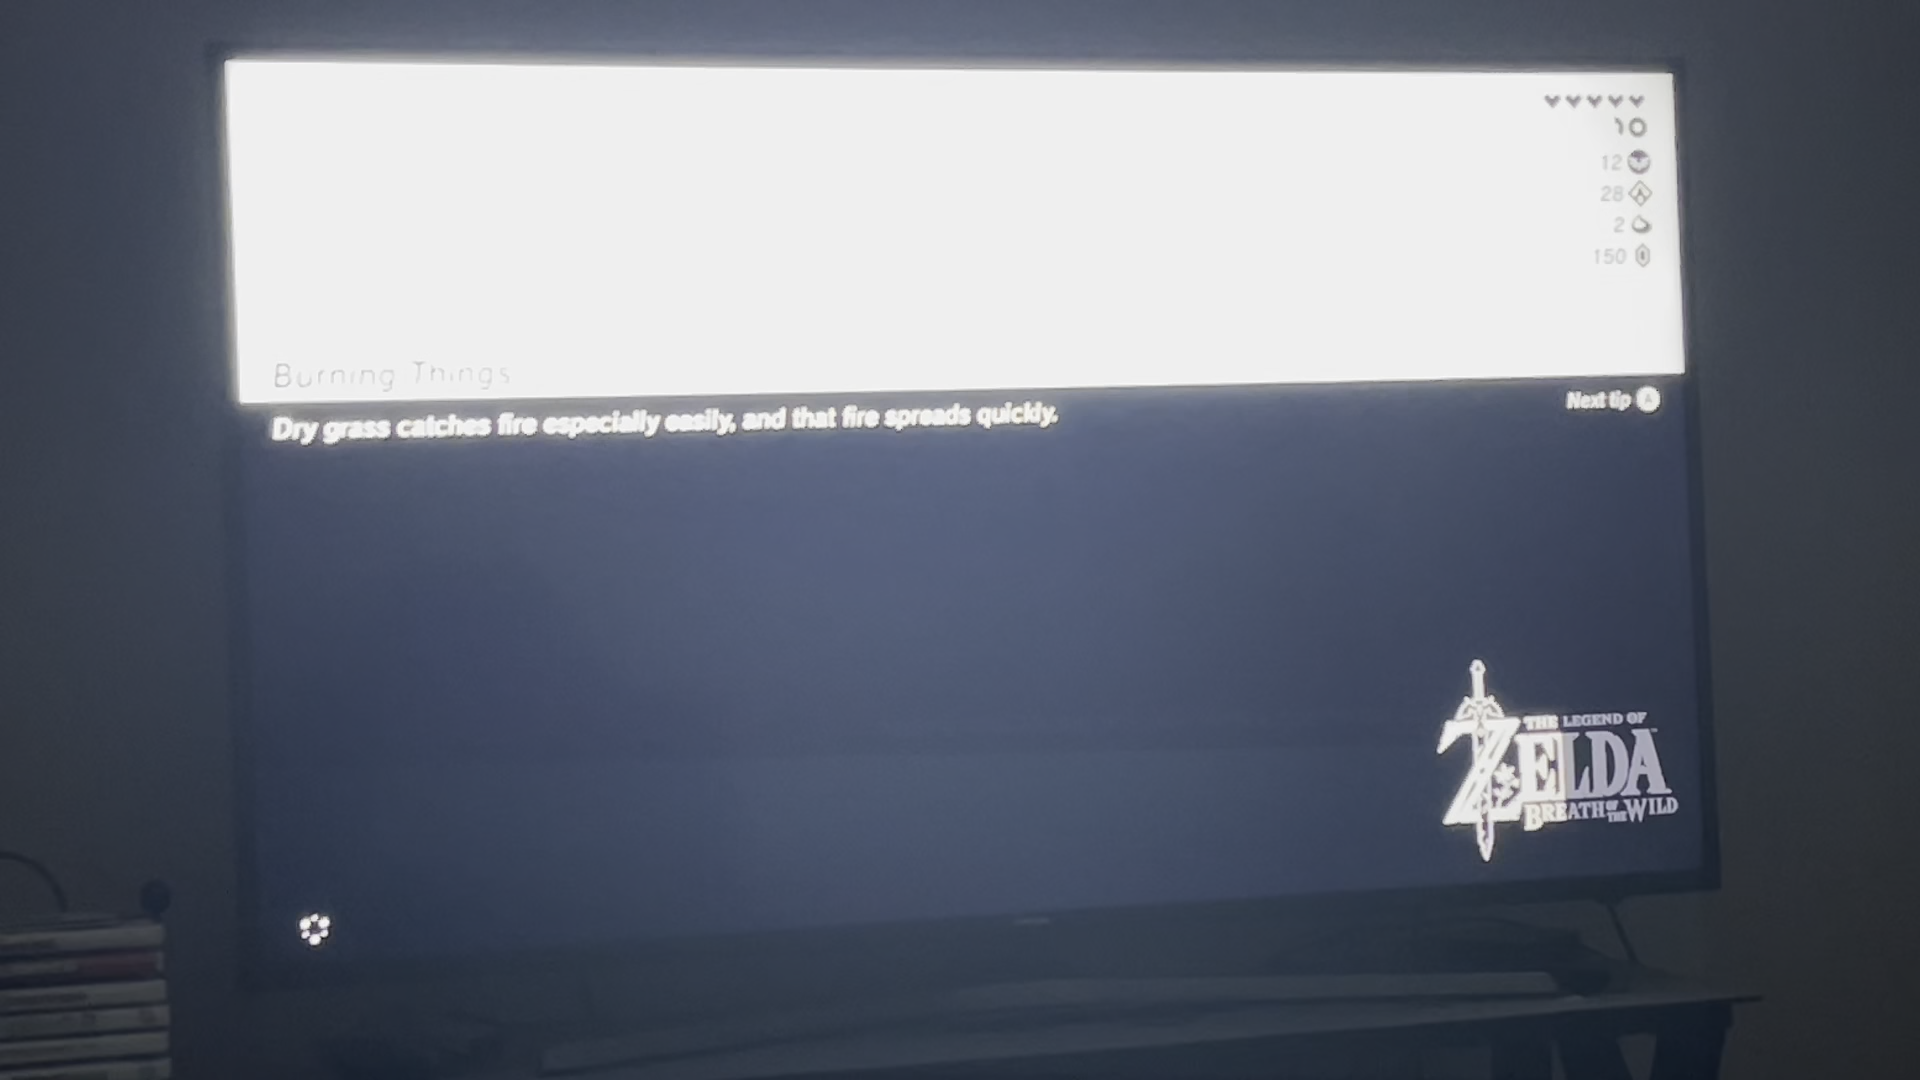 12
28
2
150
Burning Things
Dry grass catches fire especially easily, and that fire spreads quickly.
Next tip A
THE LEGEND OF
ZELDA
BREATH OF THE WILD